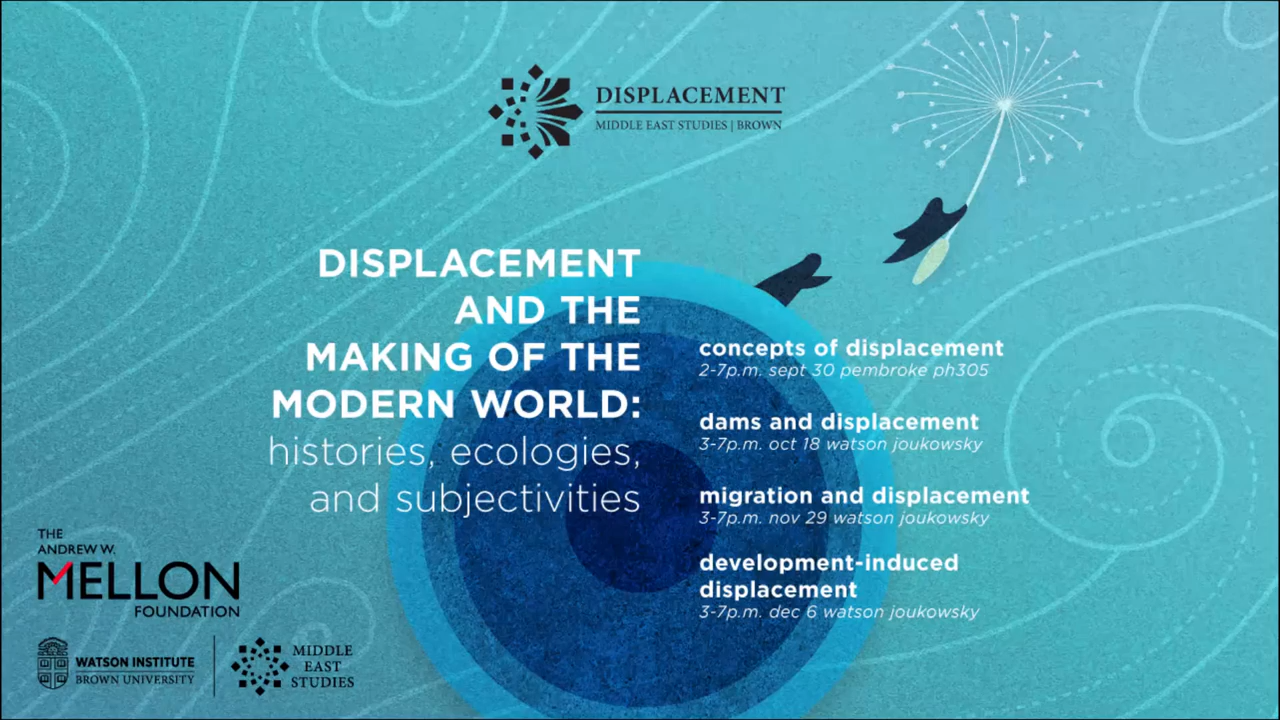 DISPLACEMENT
MIDDLE EAST STUDIES | BROWN
DISPLACEMENT
AND THE
MAKING OF THE
MODERN WORLD:
histories, ecologies,
and subjectivities
concepts of displacement
2-7p.m. sept 30 pembroke ph305
dams and displacement
3-7p.m. oct 18 watson joukowsky
migration and displacement
3-7p.m. nov 29 watson joukowsky
development-induced
displacement
3-7p.m. dec 6 watson joukowsky
THE
ANDREW W.
MELLON
FOUNDATION
WATSON INSTITUTE
BROWN UNIVERSITY
MIDDLE
EAST
STUDIES